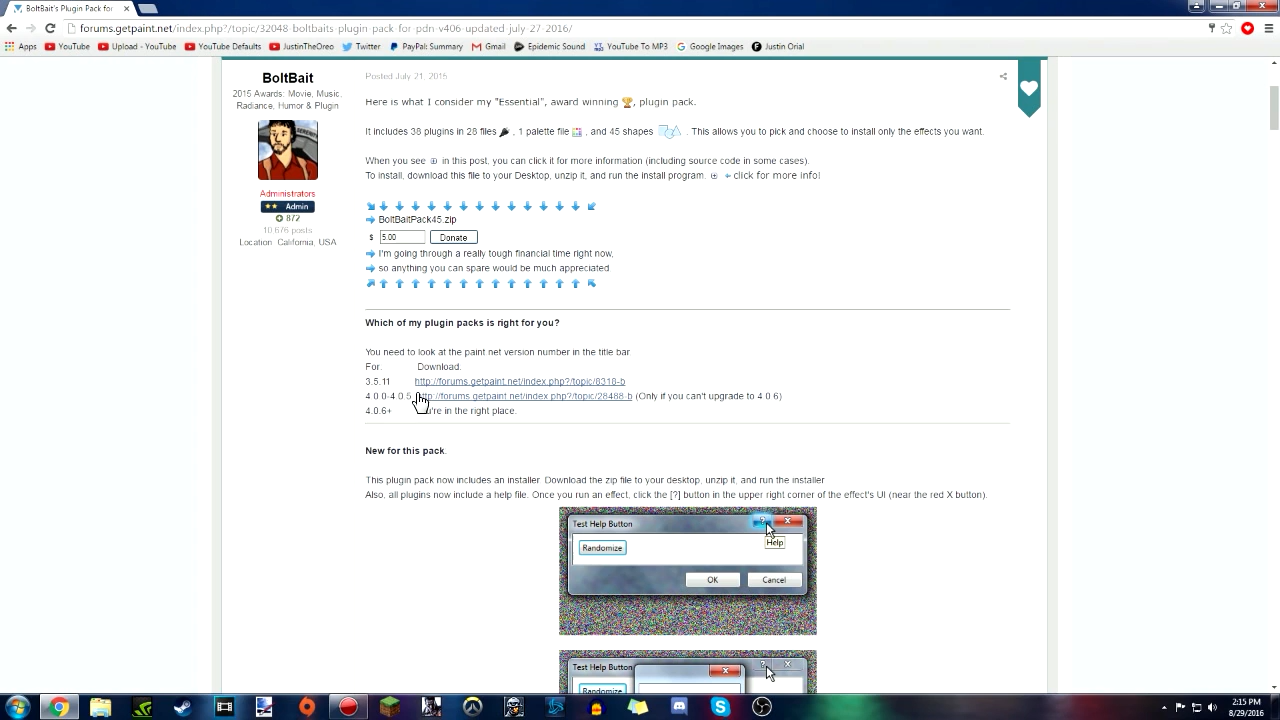 BoltBait's Plugin Pack for
forums.getpaint.net/index.php?/topic/32048-boltbaits-plugin-pack-for-pdn-v406-updated-july-27-2016/
Apps YouTube Upload - YouTube YouTube Defaults JustinTheOreo Twitter PayPal: Summary Gmail Epidemic Sound YouTube To MP3 Google Images Justin Orial
BoltBait
2015 Awards: Movie, Music,
Radiance, Humor & Plugin
Administrators
Admin
872
10,676 posts
Location: California, USA
Posted July 21, 2015
Here is what I consider my "Essential", award winning , plugin pack.
It includes 38 plugins in 28 files , 1 palette file , and 45 shapes . This allows you to pick and choose to install only the effects you want.
When you see in this post, you can click it for more information (including source code in some cases).
To install, download this file to your Desktop, unzip it, and run the install program. click for more info!
BoltBaitPack45.zip
$ 5.00 Donate
I'm going through a really tough financial time right now,
so anything you can spare would be much appreciated.
Which of my plugin packs is right for you?
You need to look at the paint.net version number in the title bar
For: Download:
3.5.11 http://forums.getpaint.net/index.php?/topic/8318-b
4.0.0-4.0.5 http://forums.getpaint.net/index.php?/topic/28488-b (Only if you can't upgrade to 4.0.6)
4.0.6+ You're in the right place.
New for this pack:
This plugin pack now includes an installer. Download the zip file to your desktop, unzip it, and run the installer.
Also, all plugins now include a help file. Once you run an effect, click the [?] button in the upper right corner of the effect's UI (near the red X button).
Test Help Button
?
Help
Randomize
OK Cancel
Test Help Button
?
Randomize
2:15 PM
8/29/2016